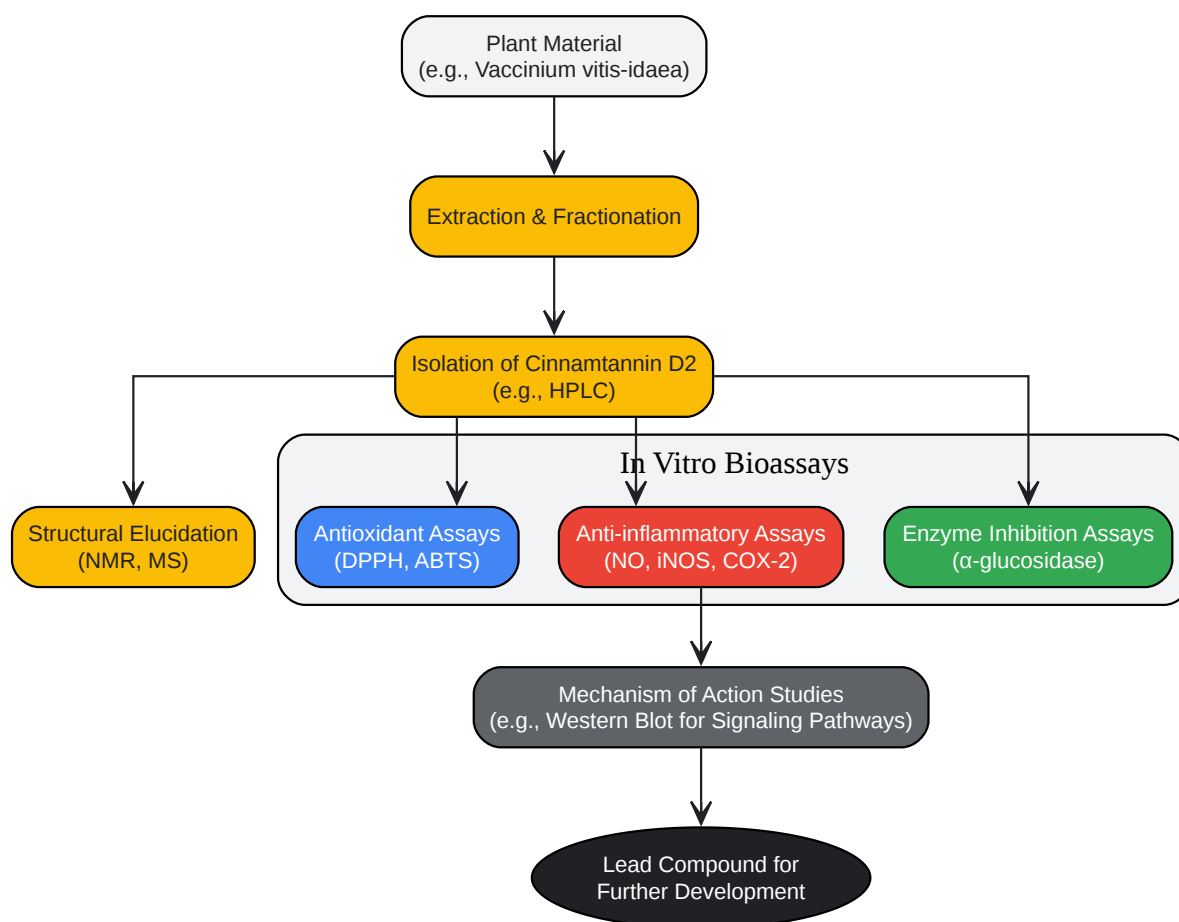 Plant Material
(e.g., Vaccinium vitis-idaea)
Extraction & Fractionation
Isolation of Cinnamtannin D2
(e.g., HPLC)
In Vitro Bioassays
Structural Elucidation
(NMR, MS)
Antioxidant Assays
(DPPH, ABTS)
Anti-inflammatory Assays
(NO, iNOS, COX-2)
Enzyme Inhibition Assays
(α-glucosidase)
Mechanism of Action Studies
(e.g., Western Blot for Signaling Pathways)
Lead Compound for
Further Development